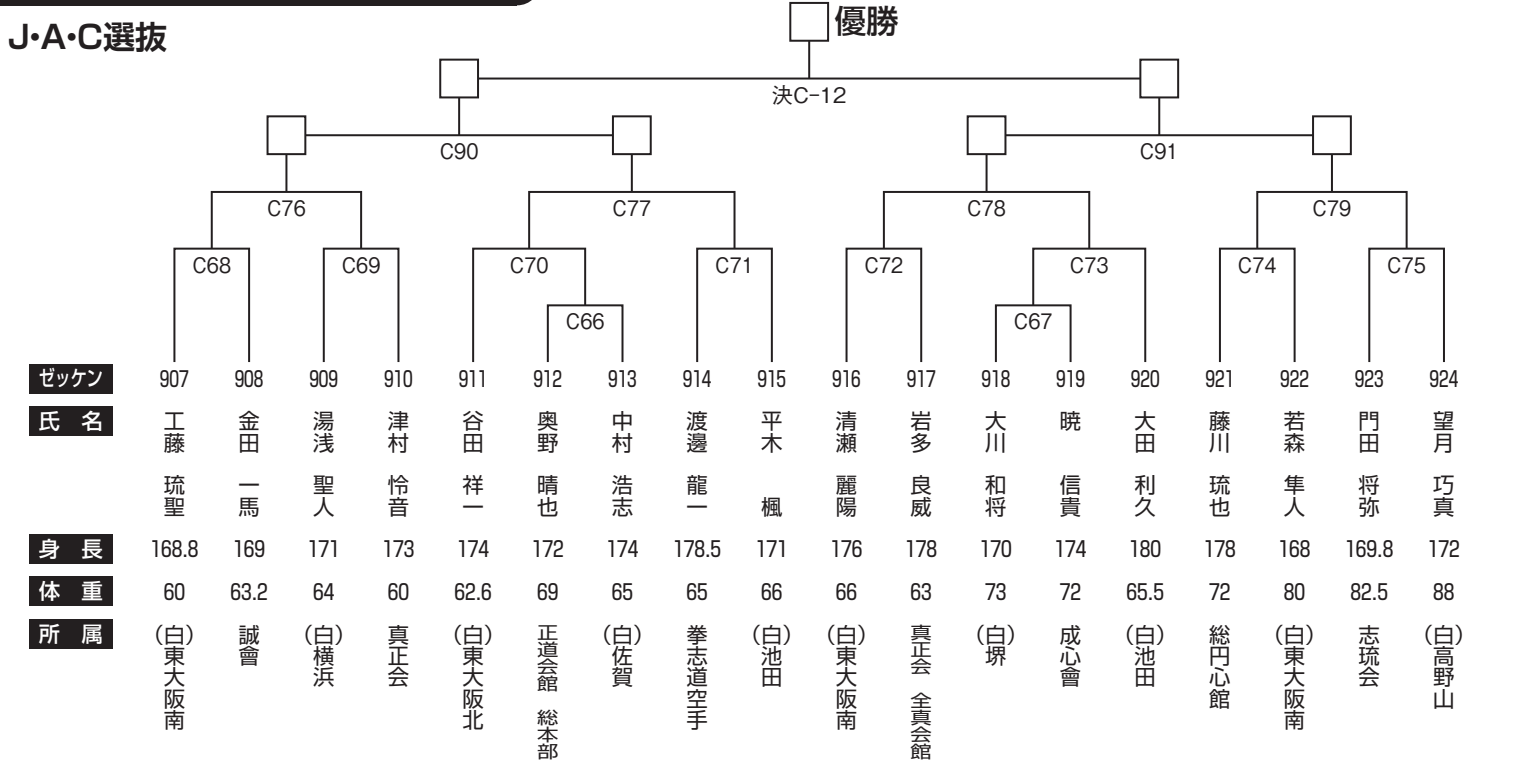 J・A・C選抜
優勝
決C-12
C90
C91
C76
C77
C78
C79
C68
C69
C70
C71
C72
C73
C74
C75
C66
C67
ゼッケン 907 908 909 910 911 912 913 914 915 916 917 918 919 920 921 922 923 924
氏名
工藤 琉聖
金田 一馬
湯浅 聖人
津村 怜音
谷田 祥一
奥野 晴也
中村 浩志
渡邊 龍一
平木 楓
清瀬 麗陽
岩多 良威
大川 和将
暁 信貴
大田 利久
藤川 琉也
若森 隼人
門田 将弥
望月 巧真
身長 168.8 169 171 173 174 172 174 178.5 171 176 178 170 174 180 178 168 169.8 172
体重 60 63.2 64 60 62.6 69 65 65 66 66 63 73 72 65.5 72 80 82.5 88
所属
(白)東大阪南
誠會
(白)横浜
真正会
(白)東大阪北
正道会館 総本部
(白)佐賀
拳志道空手
(白)池田
(白)東大阪南
真正会 全真会館
(白)堺
成心會
(白)池田
総円心館
(白)東大阪南
志琉会
(白)高野山